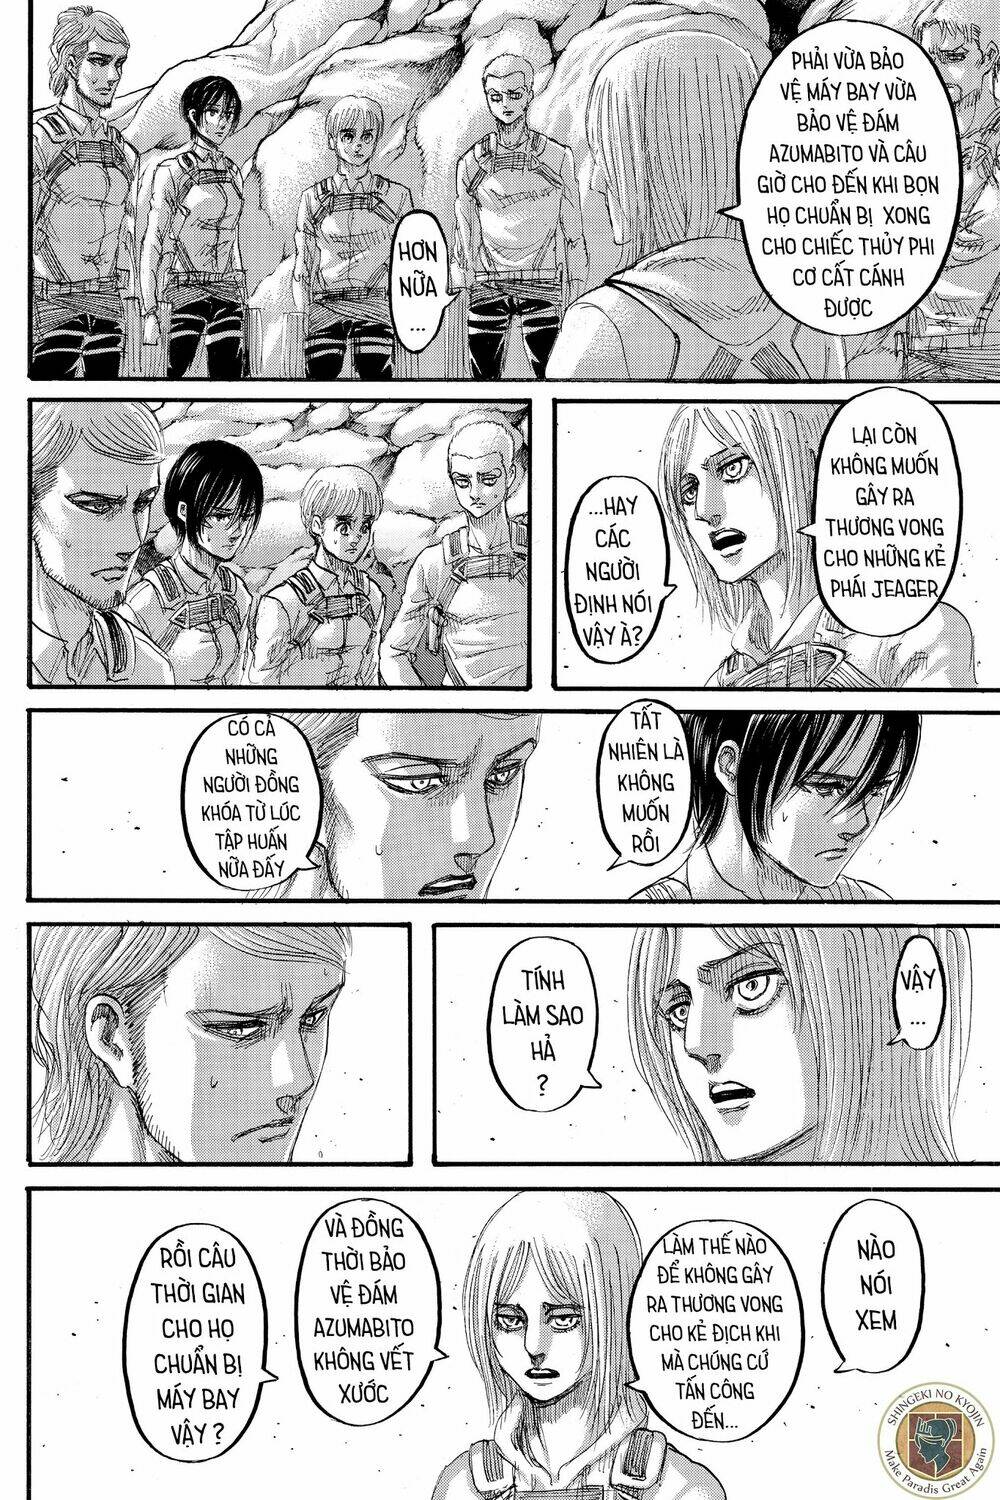 PHẢI VỪA BẢO
VỆ MÁY BAY VỪA
BẢO VỆ ĐÁM
AZUMABITO VÀ CÂU
GIỜ CHO ĐẾN KHI BỌN
HỌ CHUẨN BỊ XONG
CHO CHIẾC THỦY PHI
CƠ CẤT CÁNH
ĐƯỢC
HƠN
NỮA
...
LẠI CÒN
KHÔNG MUỐN
GÂY RA
THƯƠNG VONG
CHO NHỮNG KẺ
PHÁI JEAGER
...HAY
CÁC
NGƯỜI
ĐỊNH NÓI
VẬY À?
TẤT
NHIÊN LÀ
KHÔNG
MUỐN
RỒI
CÓ CẢ
NHỮNG
NGƯỜI ĐỒNG
KHÓA TỪ LÚC
TẬP HUẤN
NỮA ĐẤY
VẬY
...
TÍNH
LÀM SAO
HẢ
?
NÀO
NÓI
XEM
LÀM THẾ NÀO
ĐỂ KHÔNG GÂY
RA THƯƠNG VONG
CHO KẺ ĐỊCH KHI
MÀ CHÚNG CỨ
TẤN CÔNG
ĐẾN...
VÀ ĐỒNG
THỜI BẢO
VỆ ĐÁM
AZUMABITO
KHÔNG VẾT
XƯỚC
RỒI CÂU
THỜI GIAN
CHO HỌ
CHUẨN BỊ
MÁY BAY
VẬY ?
SHINGEKI NO KYOJIN
Make Paradis Great Again